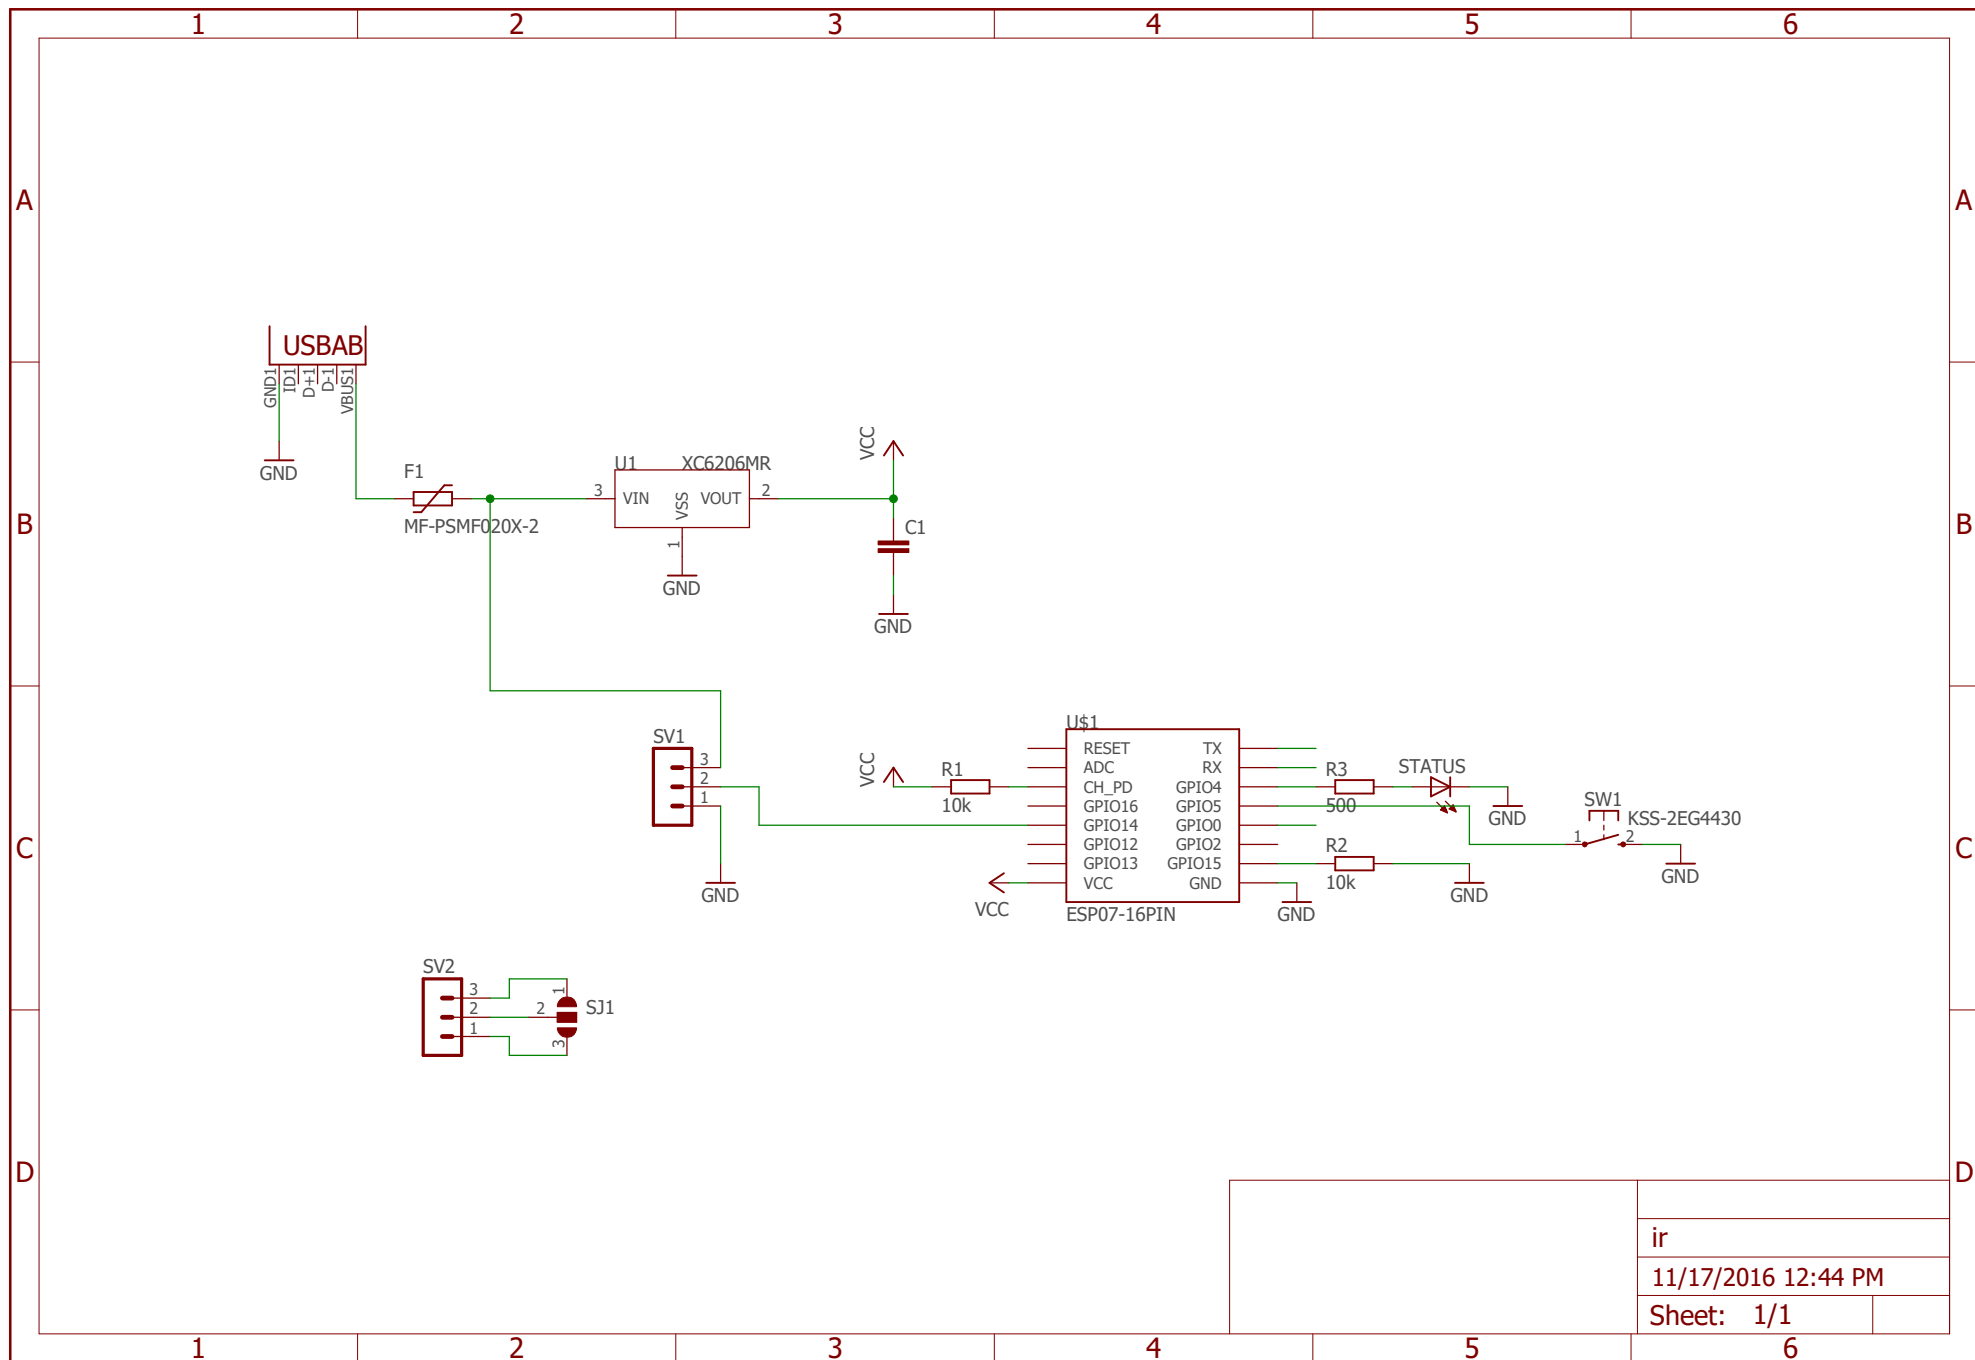 1 2 3 4 5 6
A A
USBAB
GND1 ID1 D+1 D-1 VBUS1
GND
F1
MF-PSMF020X-2
U1 XC6206MR
3 VIN VSS VOUT 2
1
GND
VCC
C1
GND
B B
SV1
3
2
1
GND
VCC
R1
10k
U$1
RESET TX
ADC RX
CH_PD GPIO4
GPIO16 GPIO5
GPIO14 GPIO0
GPIO12 GPIO2
GPIO13 GPIO15
VCC GND
ESP07-16PIN
VCC
GND
R3
500
STATUS
GND
R2
10k
GND
SW1
KSS-2EG4430
1 2
GND
C C
SV2
3
2
1
1
2
3
SJ1
D D
ir
11/17/2016 12:44 PM
Sheet: 1/1
1 2 3 4 5 6